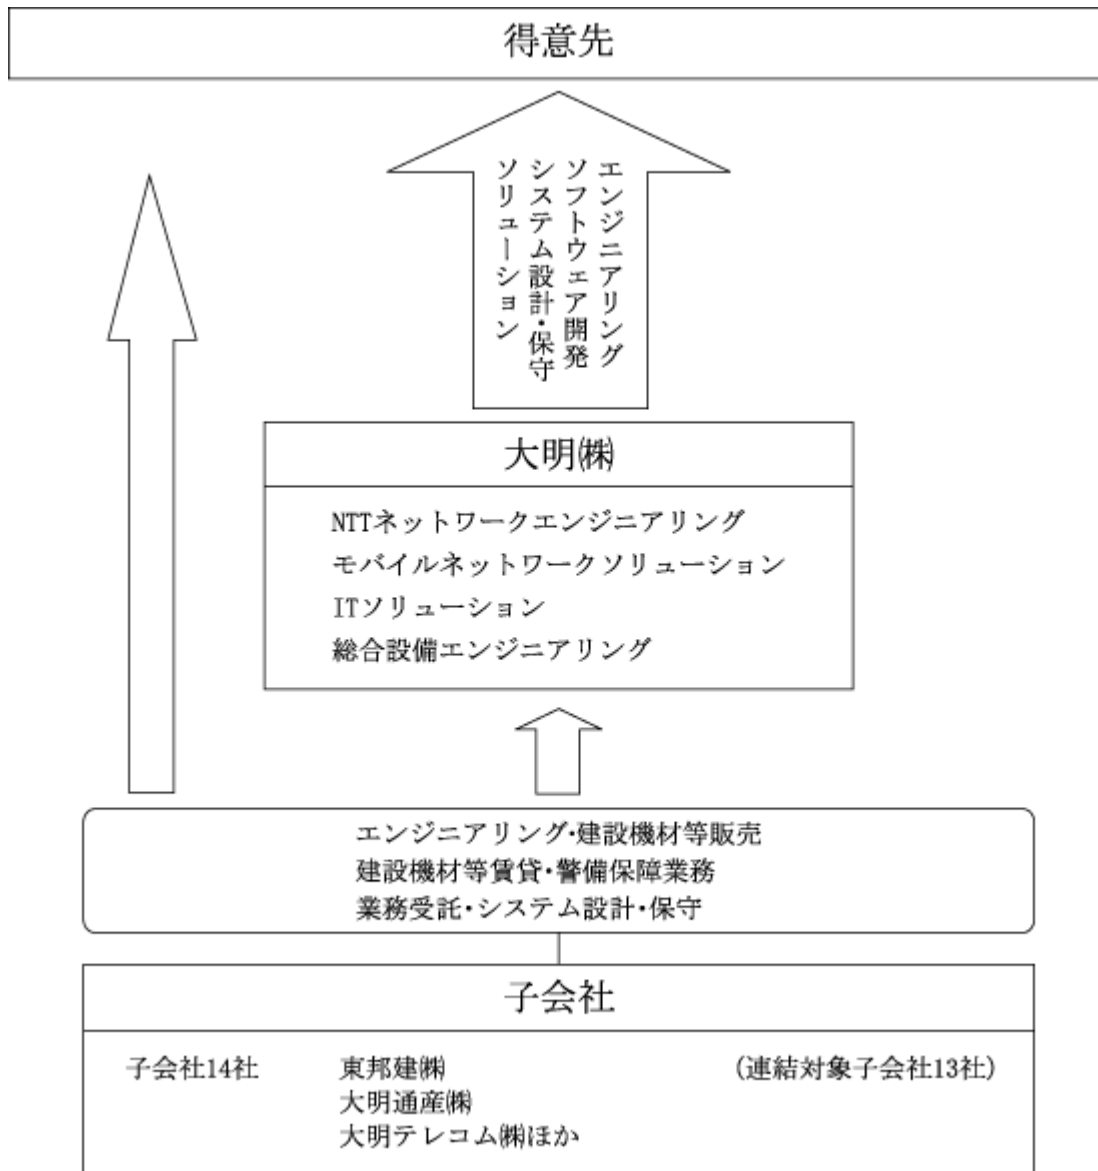 得意先
エンジニアリング
ソフトウェア開発
システム設計・保守
ソリューション
大明㈱
NTTネットワークエンジニアリング
モバイルネットワークソリューション
ITソリューション
総合設備エンジニアリング
エンジニアリング・建設機材等販売
建設機材等賃貸・警備保障業務
業務受託・システム設計・保守
子会社
子会社14社 東邦建㈱ (連結対象子会社13社)
大明通産㈱
大明テレコム㈱ほか